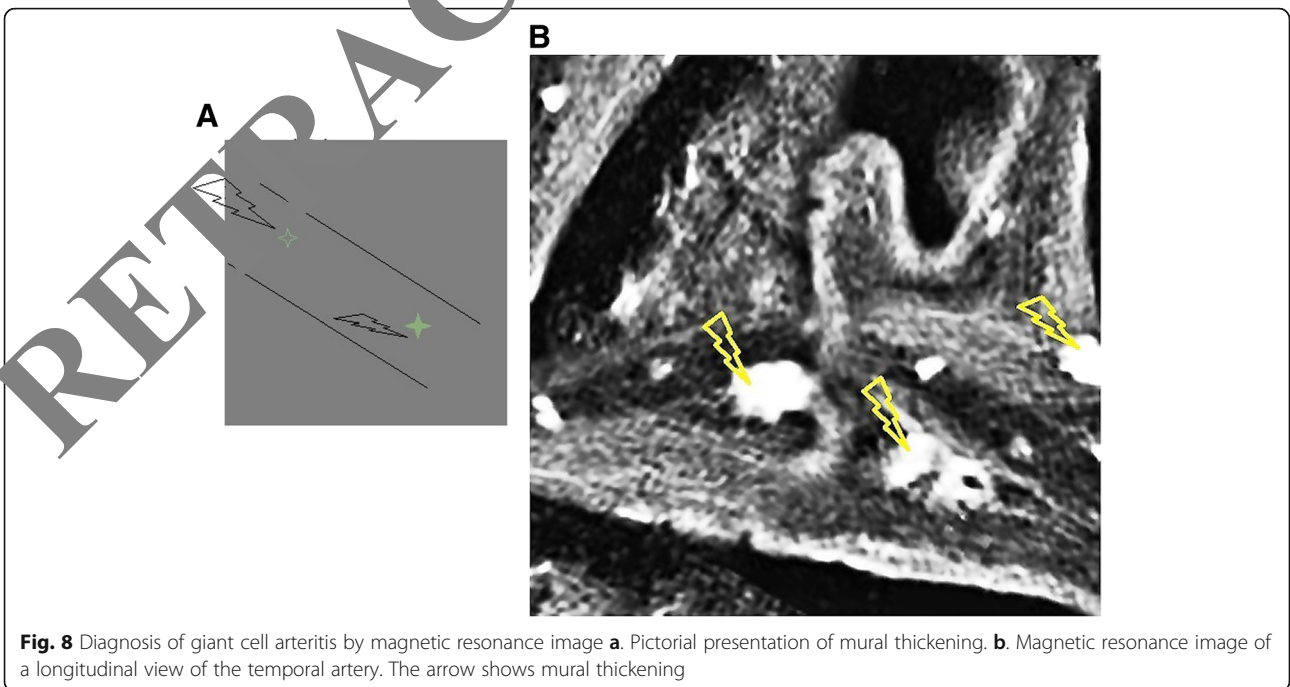 RETRAC
A
B
Fig. 8 Diagnosis of giant cell arteritis by magnetic resonance image a. Pictorial presentation of mural thickening. b. Magnetic resonance image of
a longitudinal view of the temporal artery. The arrow shows mural thickening